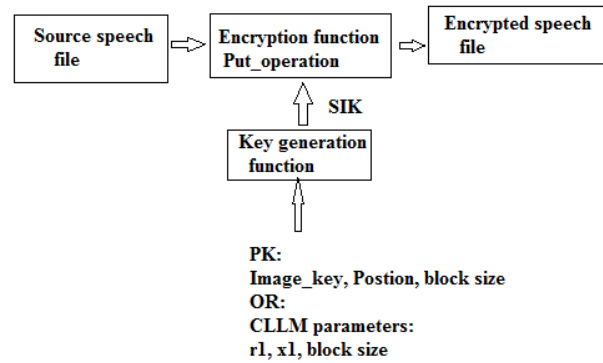 Source speech
file
Encryption function
Put_operation
Encrypted speech
file
SIK
Key generation
function
PK:
Image_key, Postion, block size
OR:
CLLM parameters:
r1, x1, block size